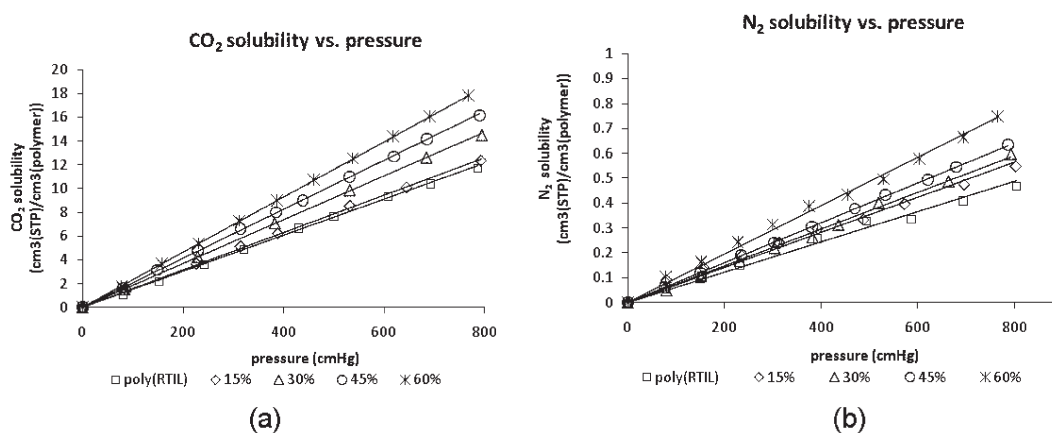 CO₂ solubility vs. pressure
CO₂ solubility
(cm3(STP)/cm3(polymer))
20
18
16
14
12
10
8
6
4
2
0
0 200 400 600 800
pressure (cmHg)
poly(RTIL) 15% 30% 45% 60%
(a)
N₂ solubility vs. pressure
N₂ solubility
(cm3(STP)/cm3(polymer))
1
0.9
0.8
0.7
0.6
0.5
0.4
0.3
0.2
0.1
0
0 200 400 600 800
pressure (cmHg)
poly(RTIL) 15% 30% 45% 60%
(b)